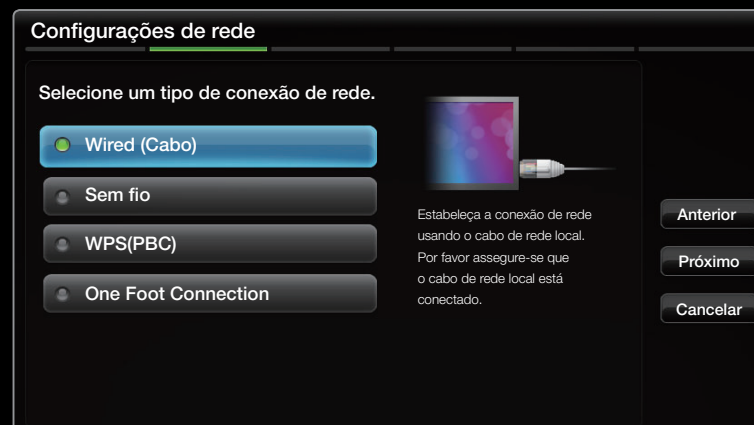 Configurações de rede
Selecione um tipo de conexão de rede.
Wired (Cabo)
Sem fio
WPS(PBC)
One Foot Connection
Estabeleça a conexão de rede
usando o cabo de rede local.
Por favor assegure-se que
o cabo de rede local está
conectado.
Anterior
Próximo
Cancelar